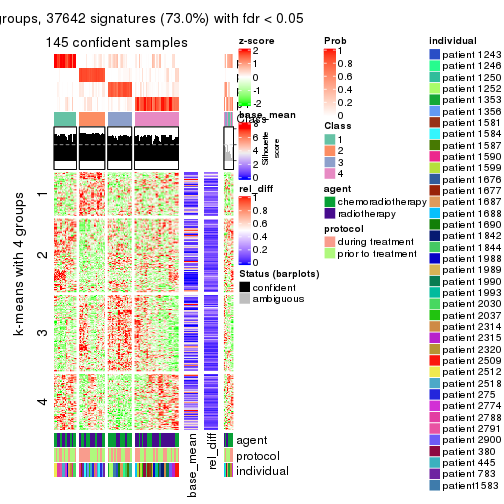 groups, 37642 signatures (73.0%) with fdr < 0.05
145 confident samples
k-means with 4 groups
1
2
3
4
base_mean
rel_diff
agent
protocol
individual
Class
Silhouette
score
z-score
2
1
0
-1
-2
base_mean
8
6
4
2
0
rel_diff
1
0.8
0.6
0.4
0.2
0
Status (barplots)
confident
ambiguous
Prob
1
0.8
0.6
0.4
0.2
0
Class
1
2
3
4
agent
chemoradiotherapy
radiotherapy
protocol
during treatment
prior to treatment
individual
patient 1243
patient 1246
patient 1250
patient 1252
patient 1353
patient 1356
patient 1581
patient 1584
patient 1587
patient 1590
patient 1599
patient 1676
patient 1677
patient 1687
patient 1688
patient 1690
patient 1842
patient 1844
patient 1988
patient 1989
patient 1990
patient 1993
patient 2030
patient 2037
patient 2314
patient 2315
patient 2320
patient 2509
patient 2512
patient 2518
patient 275
patient 2774
patient 2788
patient 2791
patient 2900
patient 380
patient 445
patient 783
patient1583